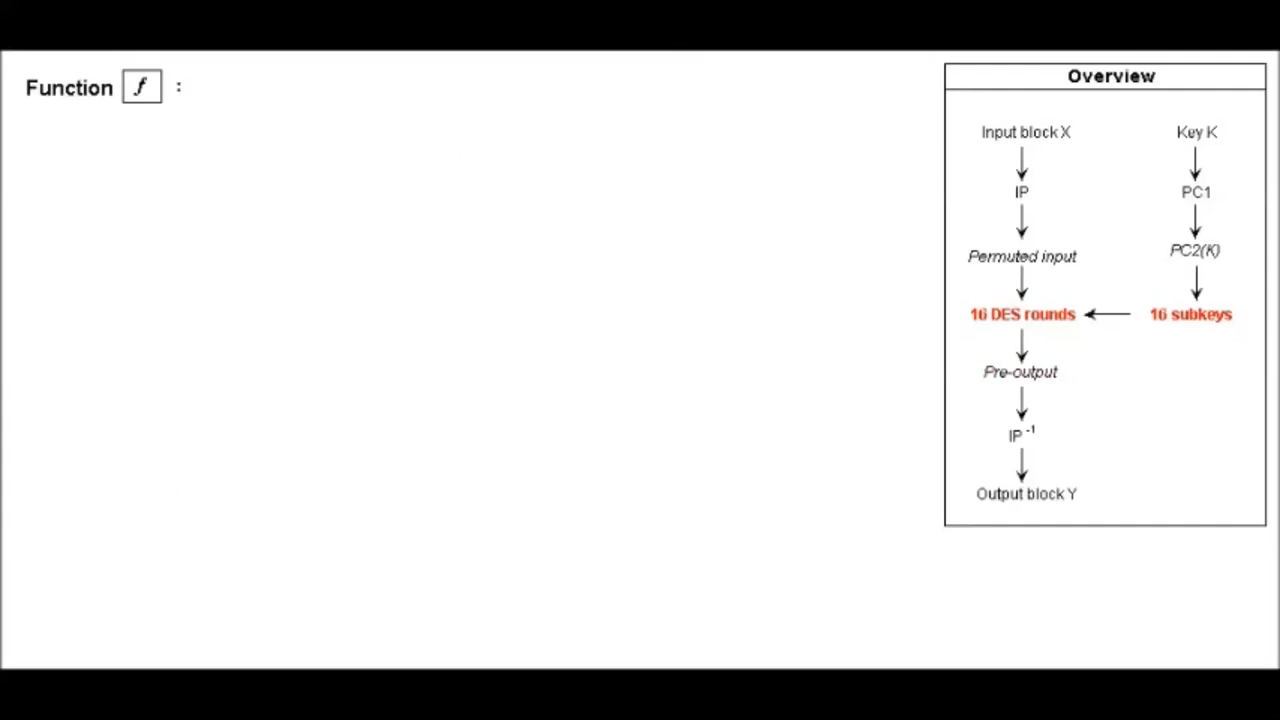 Function f :
Overview
Input block X
Key K
IP
PC1
Permuted input
PC2(K)
16 DES rounds
16 subkeys
Pre-output
IP -1
Output block Y